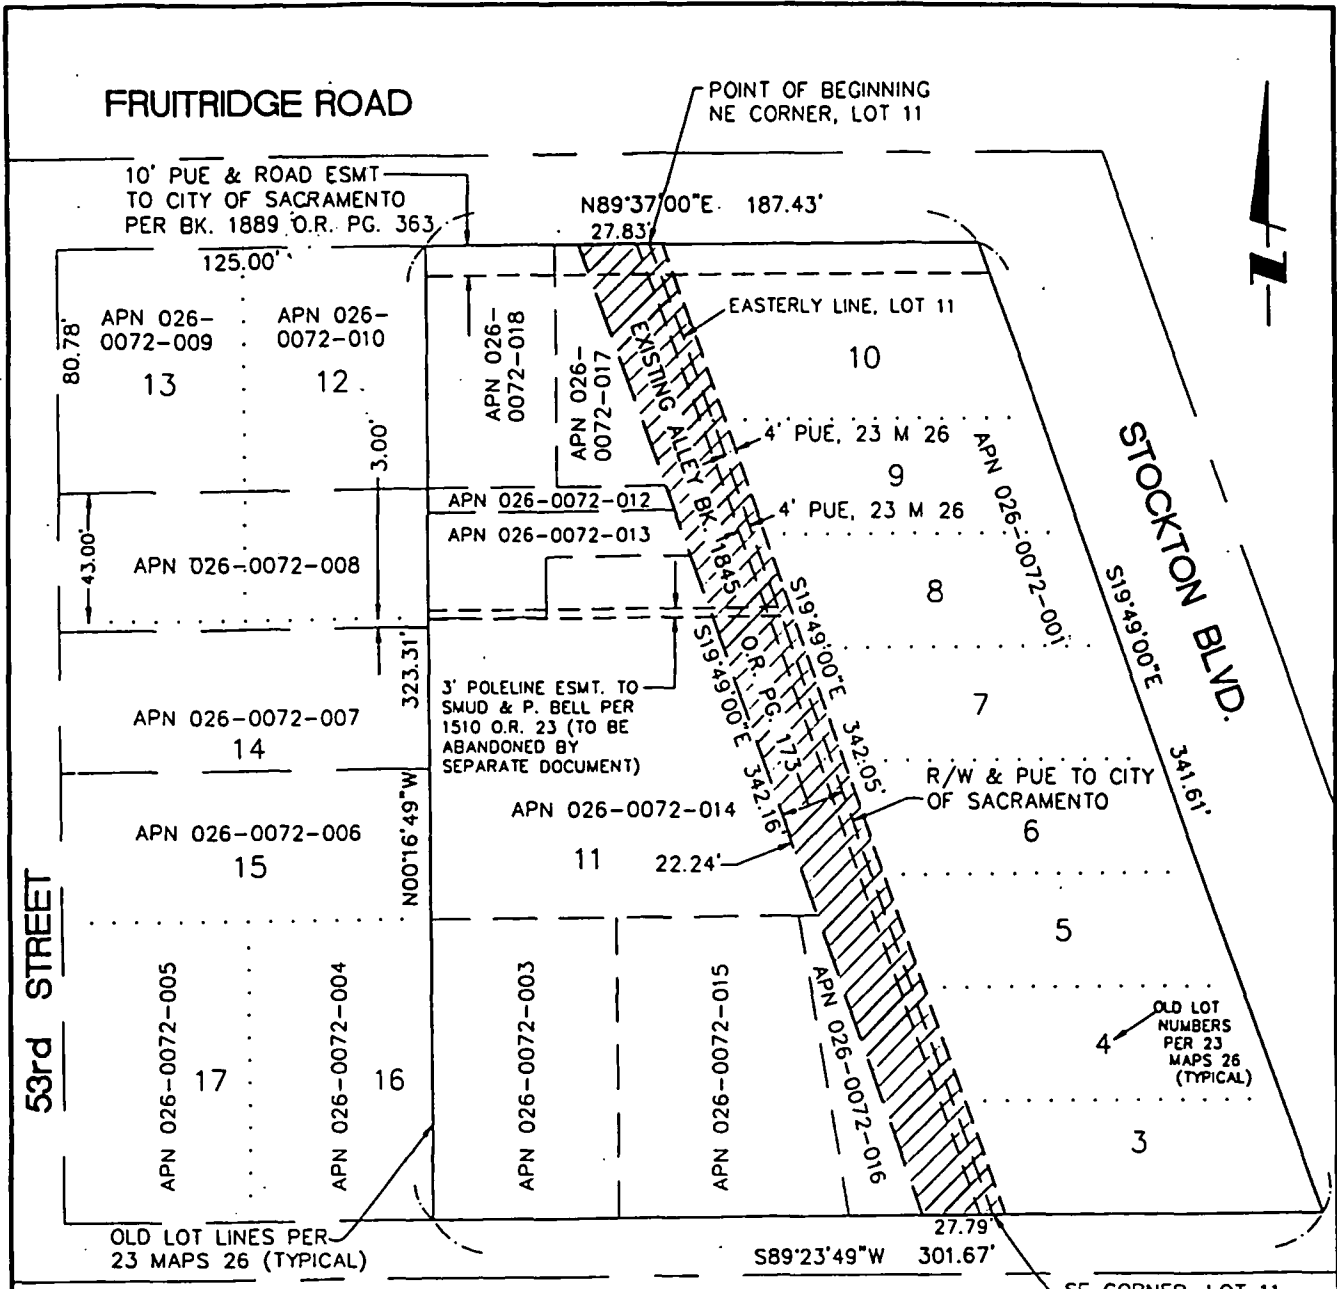 FRUITRIDGE ROAD
POINT OF BEGINNING
NE CORNER, LOT 11
10' PUE & ROAD ESMT
TO CITY OF SACRAMENTO
PER BK. 1889 O.R. PG. 363
N89°37'00"E 187.43'
27.83'
125.00'
80.78'
APN 026-
0072-009
13
APN 026-
0072-010
12
APN 026-
0072-018
APN 026-
0072-017
EASTERLY LINE, LOT 11
10
EXISTING ALLEY BK. 1845 O.R. PG. 173
4' PUE, 23 M 26
9
4' PUE, 23 M 26
APN 026-0072-001
STOCKTON BLVD.
3.00'
43.00'
APN 026-0072-012
APN 026-0072-013
APN 026-0072-008
8
S19°49'00"E 342.05'
S19°49'00"E 341.61'
S19°49'00"E 342.16'
323.31'
N00°16'49"W
3' POLELINE ESMT. TO
SMUD & P. BELL PER
1510 O.R. 23 (TO BE
ABANDONED BY
SEPARATE DOCUMENT)
7
APN 026-0072-007
14
R/W & PUE TO CITY
OF SACRAMENTO
6
APN 026-0072-014
11
22.24'
APN 026-0072-006
15
53rd STREET
5
APN 026-0072-005
17
APN 026-0072-004
16
APN 026-0072-003
APN 026-0072-015
APN 026-0072-016
4
OLD LOT
NUMBERS
PER 23
MAPS 26
(TYPICAL)
3
OLD LOT LINES PER
23 MAPS 26 (TYPICAL)
27.79'
S89°23'49"W 301.67'
SE CORNER, LOT 11